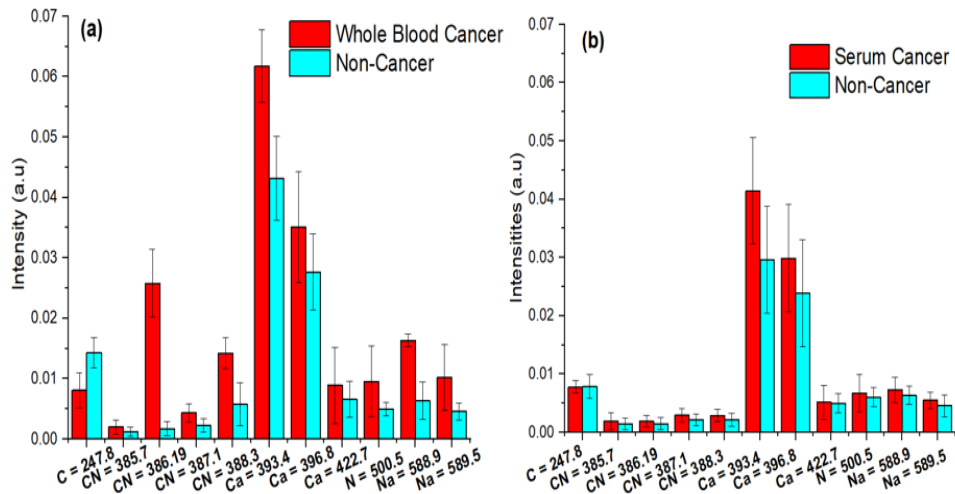 (a)
Whole Blood Cancer
Non-Cancer
Intensity (a.u)
0.07
0.06
0.05
0.04
0.03
0.02
0.01
0.00
C = 247.8
CN = 385.7
CN = 386.19
CN = 387.1
CN = 388.3
Ca = 393.4
Ca = 396.8
Ca = 422.7
N = 500.5
Na = 588.9
Na = 589.5
(b)
Serum Cancer
Non-Cancer
Intensitites (a.u)
0.07
0.06
0.05
0.04
0.03
0.02
0.01
0.00
C = 247.8
CN = 385.7
CN = 386.19
CN = 387.1
CN = 388.3
Ca = 393.4
Ca = 396.8
Ca = 422.7
N = 500.5
Na = 588.9
Na = 589.5